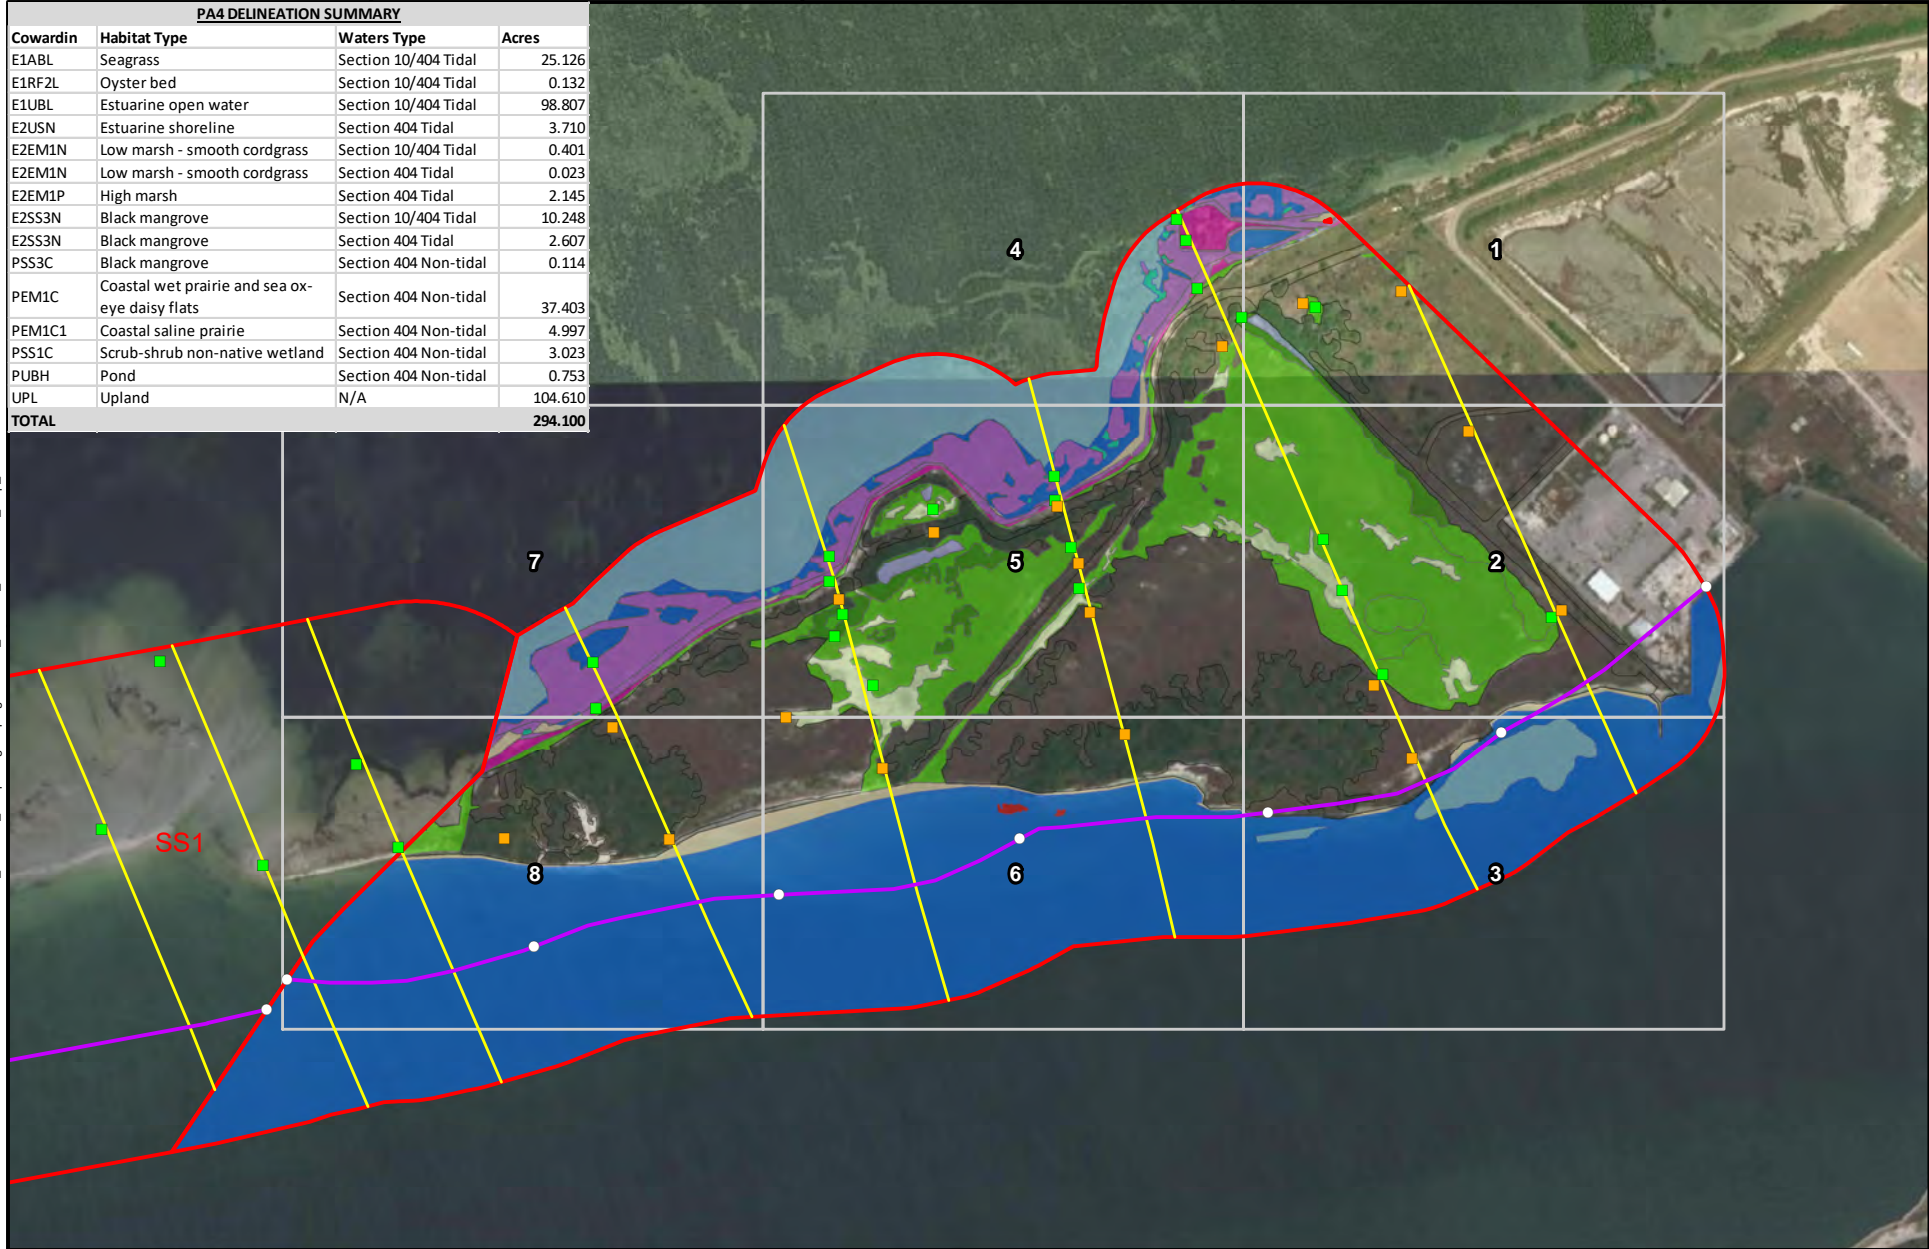 PA4 DELINEATION SUMMARY
Cowardin Habitat Type Waters Type Acres
E1ABL Seagrass Section 10/404 Tidal 25.126
E1RF2L Oyster bed Section 10/404 Tidal 0.132
E1UBL Estuarine open water Section 10/404 Tidal 98.807
E2USN Estuarine shoreline Section 404 Tidal 3.710
E2EM1N Low marsh - smooth cordgrass Section 10/404 Tidal 0.401
E2EM1N Low marsh - smooth cordgrass Section 404 Tidal 0.023
E2EM1P High marsh Section 404 Tidal 2.145
E2SS3N Black mangrove Section 10/404 Tidal 10.248
E2SS3N Black mangrove Section 404 Tidal 2.607
PSS3C Black mangrove Section 404 Non-tidal 0.114
PEM1C Coastal wet prairie and sea ox-
eye daisy flats Section 404 Non-tidal 37.403
PEM1C1 Coastal saline prairie Section 404 Non-tidal 4.997
PSS1C Scrub-shrub non-native wetland Section 404 Non-tidal 3.023
PUBH Pond Section 404 Non-tidal 0.753
UPL Upland N/A 104.610
TOTAL 294.100
4
1
7
5
2
SS1
8
6
3